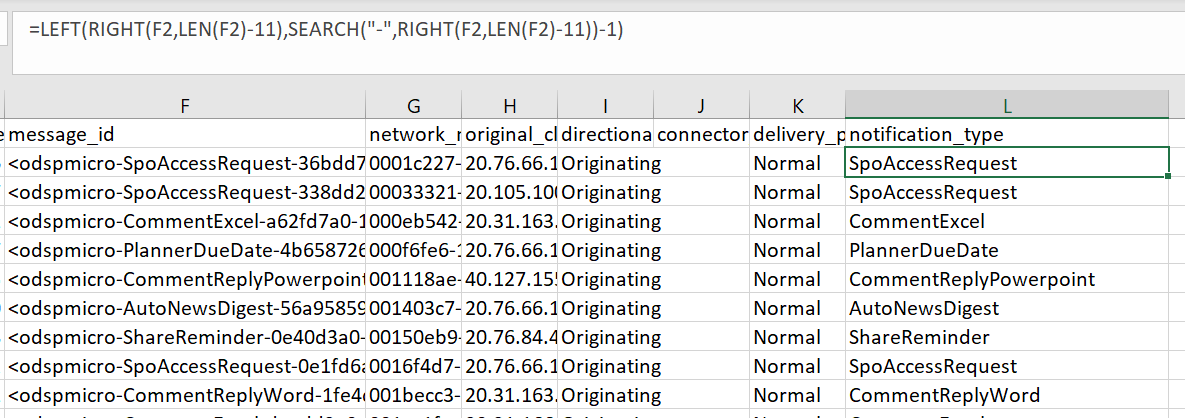 =LEFT(RIGHT(F2,LEN(F2)-11),SEARCH("-",RIGHT(F2,LEN(F2)-11))-1)
F G H I J K L
message_id network_ original_cl directiona connector delivery_p notification_type
<odspmicro-SpoAccessRequest-36bdd7 0001c227- 20.76.66.1 Originating Normal SpoAccessRequest
<odspmicro-SpoAccessRequest-338dd2 00033321- 20.105.10 Originating Normal SpoAccessRequest
<odspmicro-CommentExcel-a62fd7a0-1 000eb542- 20.31.163. Originating Normal CommentExcel
<odspmicro-PlannerDueDate-4b658726 000f6fe6- 20.76.66.1 Originating Normal PlannerDueDate
<odspmicro-CommentReplyPowerpoint 001118ae- 40.127.15 Originating Normal CommentReplyPowerpoint
<odspmicro-AutoNewsDigest-56a95859 001403c7- 20.76.66.1 Originating Normal AutoNewsDigest
<odspmicro-ShareReminder-0e40d3a0- 00150eb9- 20.76.84.4 Originating Normal ShareReminder
<odspmicro-SpoAccessRequest-0e1fd6 0016f4d7- 20.76.66.1 Originating Normal SpoAccessRequest
<odspmicro-CommentReplyWord-1fe4 001becc3- 20.31.163. Originating Normal CommentReplyWord